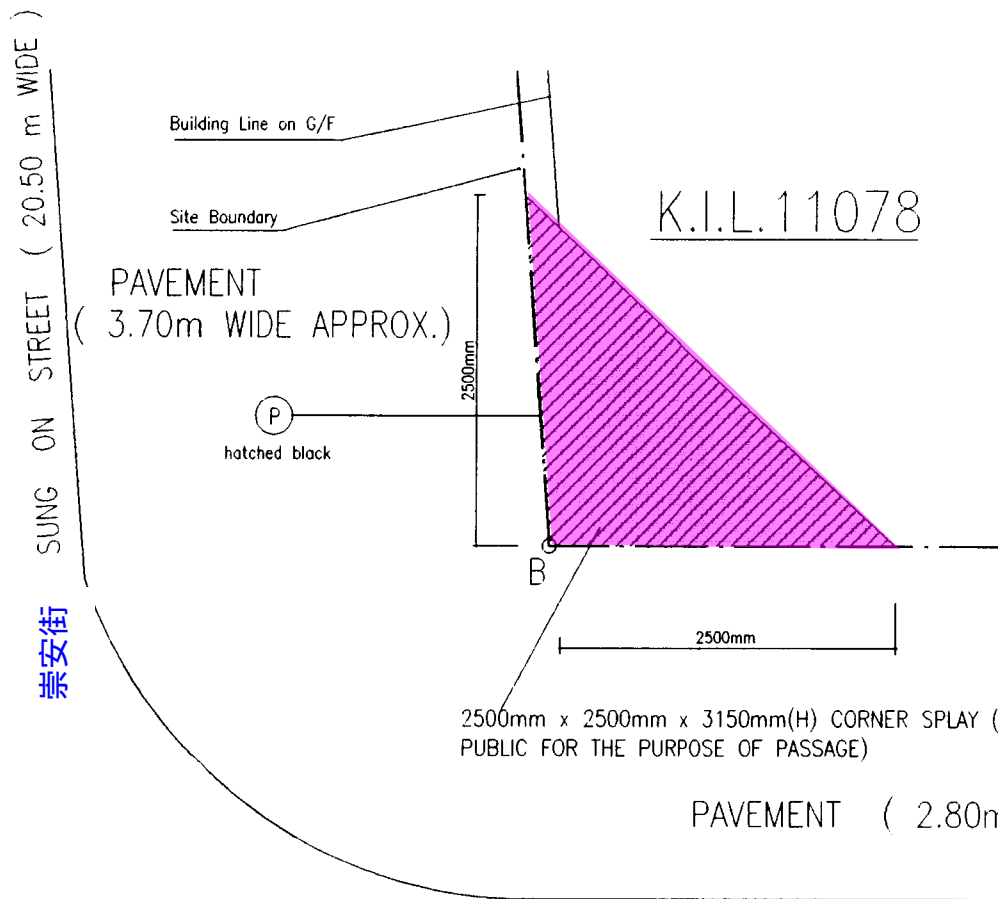 SUNG ON STREET ( 20.50 m WIDE )
崇安街
Building Line on G/F
Site Boundary
K.I.L.11078
PAVEMENT
( 3.70m WIDE APPROX.)
2500mm
P
hatched black
B
2500mm
2500mm x 2500mm x 3150mm(H) CORNER SPLAY (
PUBLIC FOR THE PURPOSE OF PASSAGE)
PAVEMENT ( 2.80m